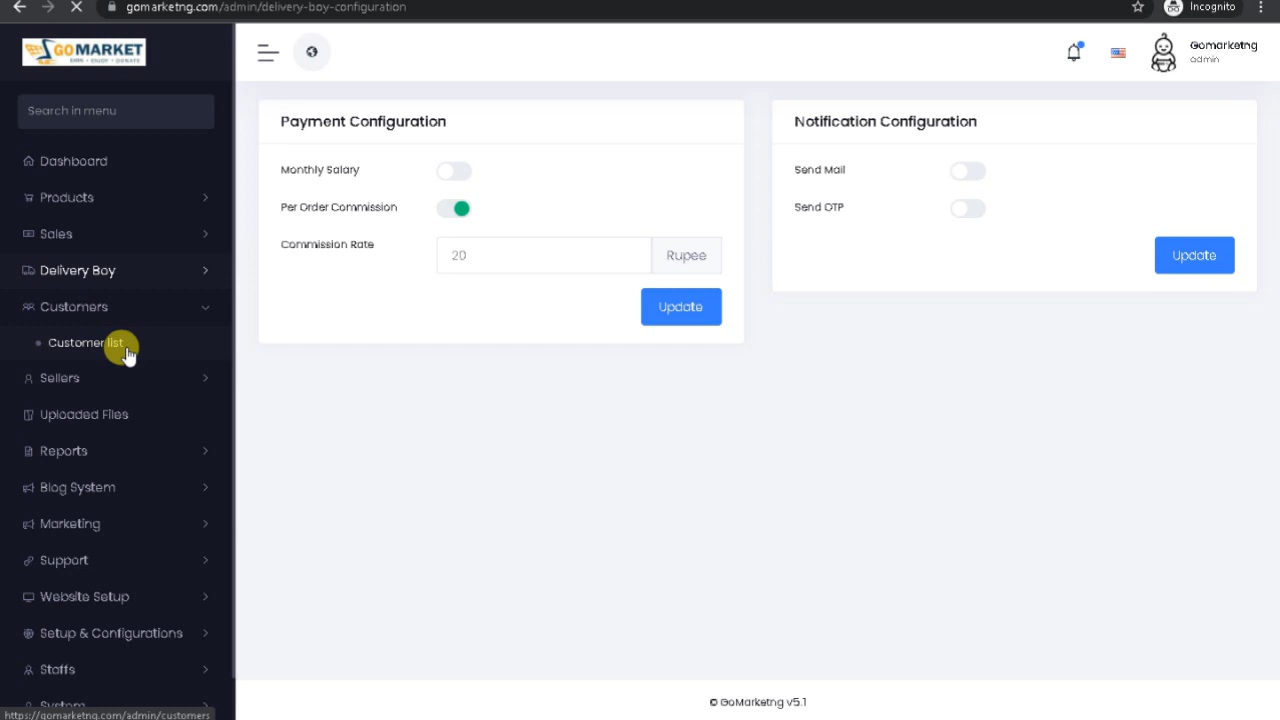 gomarketng.com/admin/delivery-boy-configuration
Incognito
GOMARKET
Gomarketng
admin
Search in menu
Dashboard
Products
Sales
Delivery Boy
Customers
Customer list
Sellers
Uploaded Files
Reports
Blog System
Marketing
Support
Website Setup
Setup & Configurations
Staffs
System
https://gomarketng.com/admin/customers
Payment Configuration
Monthly Salary
Per Order Commission
Commission Rate
20
Rupee
Update
Notification Configuration
Send Mail
Send OTP
Update
© GoMarketng v5.1